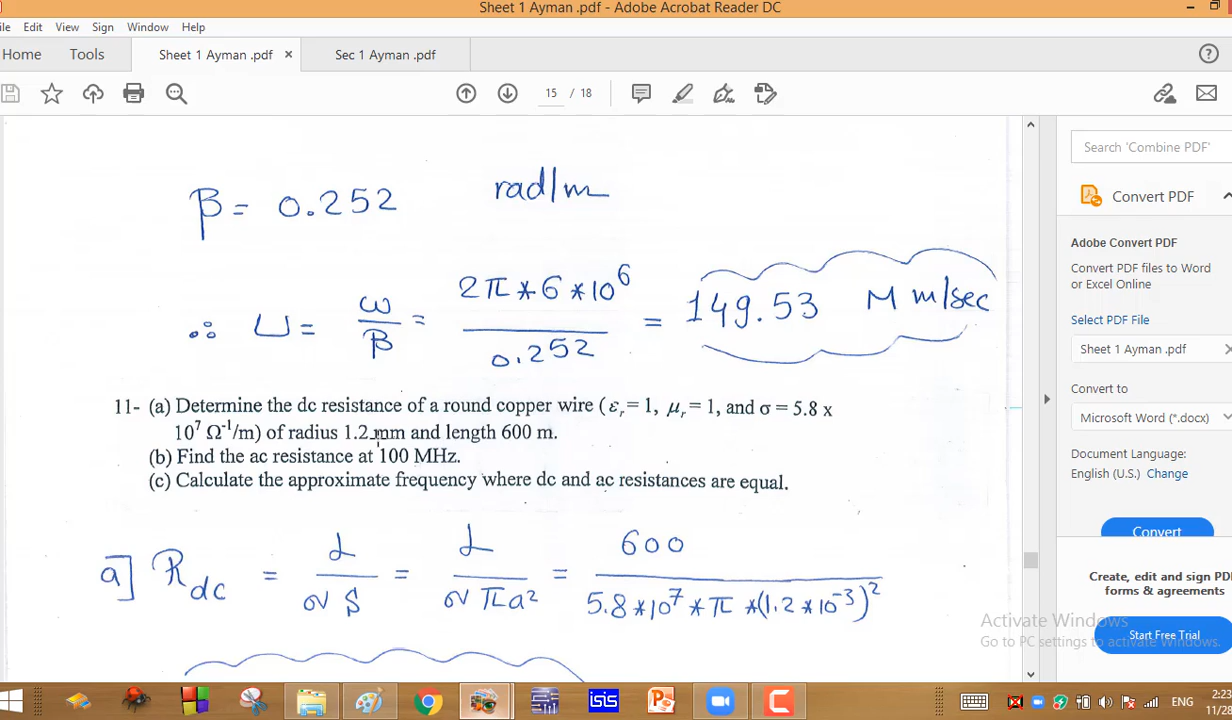 Sheet 1 Ayman .pdf - Adobe Acrobat Reader DC
File Edit View Sign Window Help
Home Tools Sheet 1 Ayman .pdf × Sec 1 Ayman .pdf
15 / 18
β = 0.252 rad/m
∴ U = ω/β = 2π*6*10^6 / 0.252 = 149.53 M m/sec
11- (a) Determine the dc resistance of a round copper wire (εr = 1, μr = 1, and σ = 5.8 x
10^7 Ω^-1/m) of radius 1.2 mm and length 600 m.
(b) Find the ac resistance at 100 MHz.
(c) Calculate the approximate frequency where dc and ac resistances are equal.
a] Rdc = L / σ S = L / σ π a² = 600 / 5.8*10^7 * π * (1.2*10^-3)²
Search 'Combine PDF'
Convert PDF
Adobe Convert PDF
Convert PDF files to Word
or Excel Online
Select PDF File
Sheet 1 Ayman .pdf ×
Convert to
Microsoft Word (*.docx)
Document Language:
English (U.S.) Change
Convert
Create, edit and sign PD
forms & agreements
Start Free Trial
Activate Windows
Go to PC settings to activate Windows.
isis
ENG
2:23
11/28